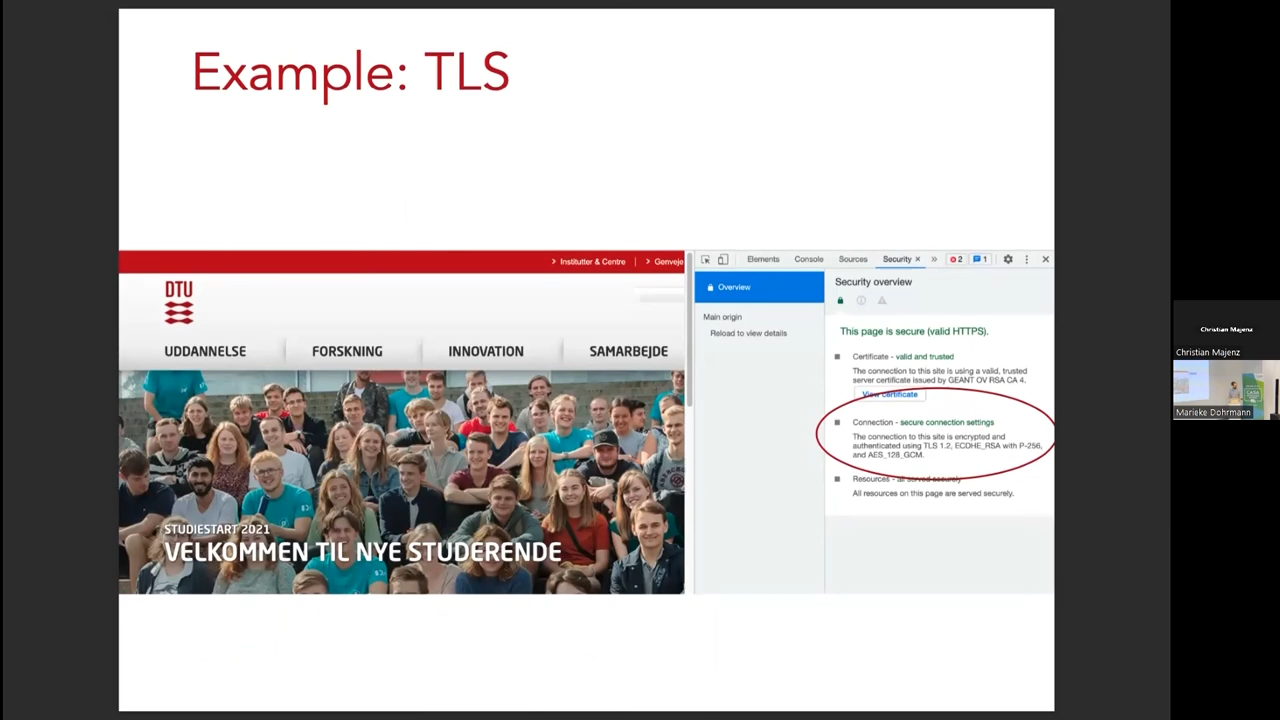 Example: TLS
> Institutter & Centre | > Genveje
DTU
UDDANNELSE FORSKNING INNOVATION SAMARBEJDE
STUDIESTART 2021
VELKOMMEN TIL NYE STUDERENDE
Elements Console Sources Security × » 2 1
Overview
Main origin
Reload to view details
Security overview
This page is secure (valid HTTPS).
Certificate - valid and trusted
The connection to this site is using a valid, trusted
server certificate issued by GEANT OV RSA CA 4.
View certificate
Connection - secure connection settings
The connection to this site is encrypted and
authenticated using TLS 1.2, ECDHE_RSA with P-256,
and AES_128_GCM.
Resources - all served securely
All resources on this page are served securely.
Christian Majenz
Christian Majenz
Marieke Dohrmann